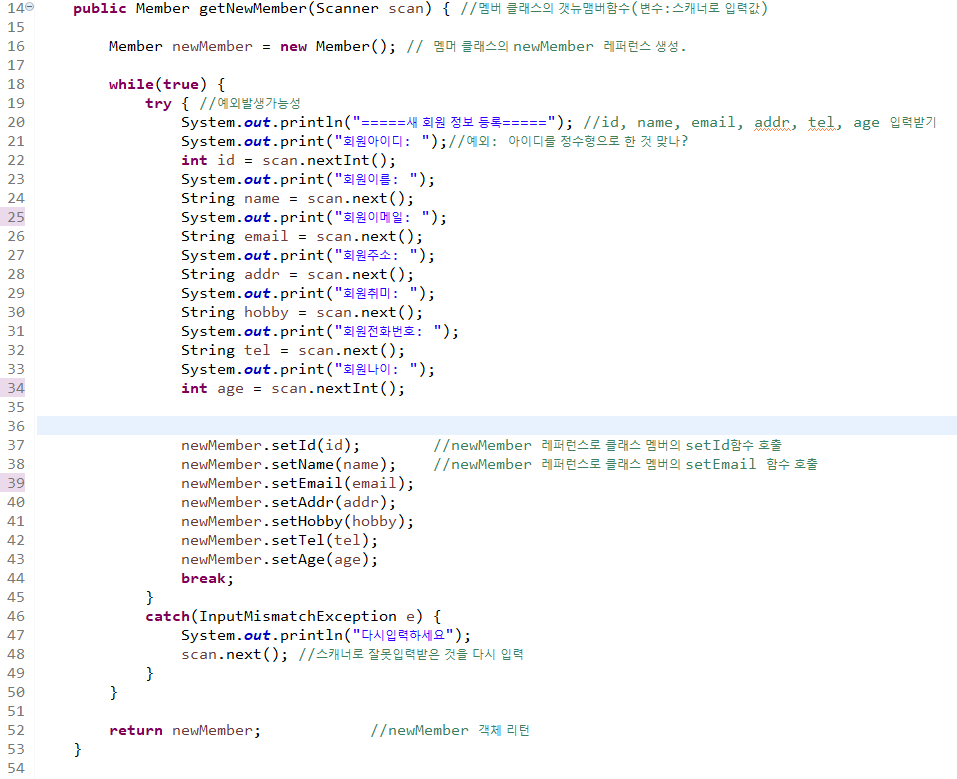 14 public Member getNewMember(Scanner scan) { //멤버 클래스의 갯뉴맴버함수(변수:스캐너로 입력값)
15
16 Member newMember = new Member(); // 멤머 클래스의 newMember 레퍼런스 생성.
17
18 while(true) {
19 try { //예외발생가능성
20 System.out.println("=====새 회원 정보 등록====="); //id, name, email, addr, tel, age 입력받기
21 System.out.print("회원아이디: ");//예외: 아이디를 정수형으로 한 것 맞나?
22 int id = scan.nextInt();
23 System.out.print("회원이름: ");
24 String name = scan.next();
25 System.out.print("회원이메일: ");
26 String email = scan.next();
27 System.out.print("회원주소: ");
28 String addr = scan.next();
29 System.out.print("회원취미: ");
30 String hobby = scan.next();
31 System.out.print("회원전화번호: ");
32 String tel = scan.next();
33 System.out.print("회원나이: ");
34 int age = scan.nextInt();
35
36
37 newMember.setId(id); //newMember 레퍼런스로 클래스 멤버의 setId함수 호출
38 newMember.setName(name); //newMember 레퍼런스로 클래스 멤버의 setEmail 함수 호출
39 newMember.setEmail(email);
40 newMember.setAddr(addr);
41 newMember.setHobby(hobby);
42 newMember.setTel(tel);
43 newMember.setAge(age);
44 break;
45 }
46 catch(InputMismatchException e) {
47 System.out.println("다시입력하세요");
48 scan.next(); //스캐너로 잘못입력받은 것을 다시 입력
49 }
50 }
51
52 return newMember; //newMember 객체 리턴
53 }
54